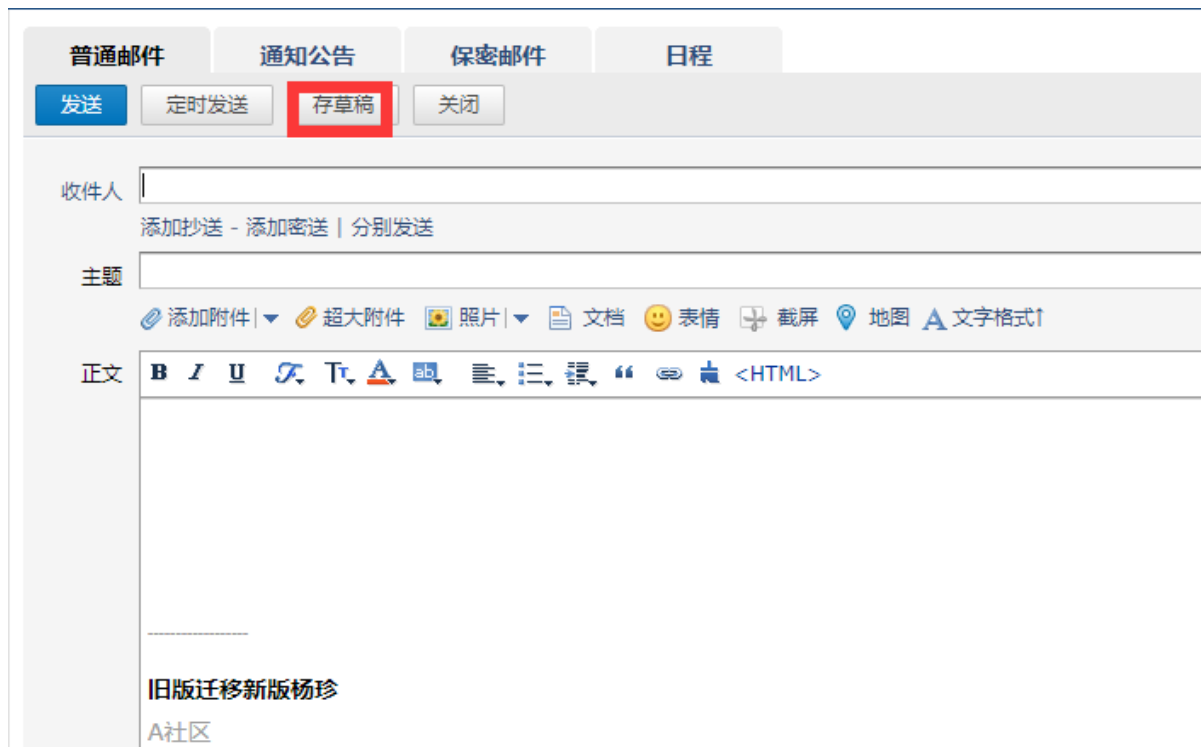 普通邮件 通知公告 保密邮件 日程
发送 定时发送 存草稿 关闭
收件人
添加抄送 - 添加密送 | 分别发送
主题
添加附件| 超大附件 照片| 文档 表情 截屏 地图 A 文字格式↑
正文 B I U F Tt A ab “ <HTML>
旧版迁移新版杨珍
A社区